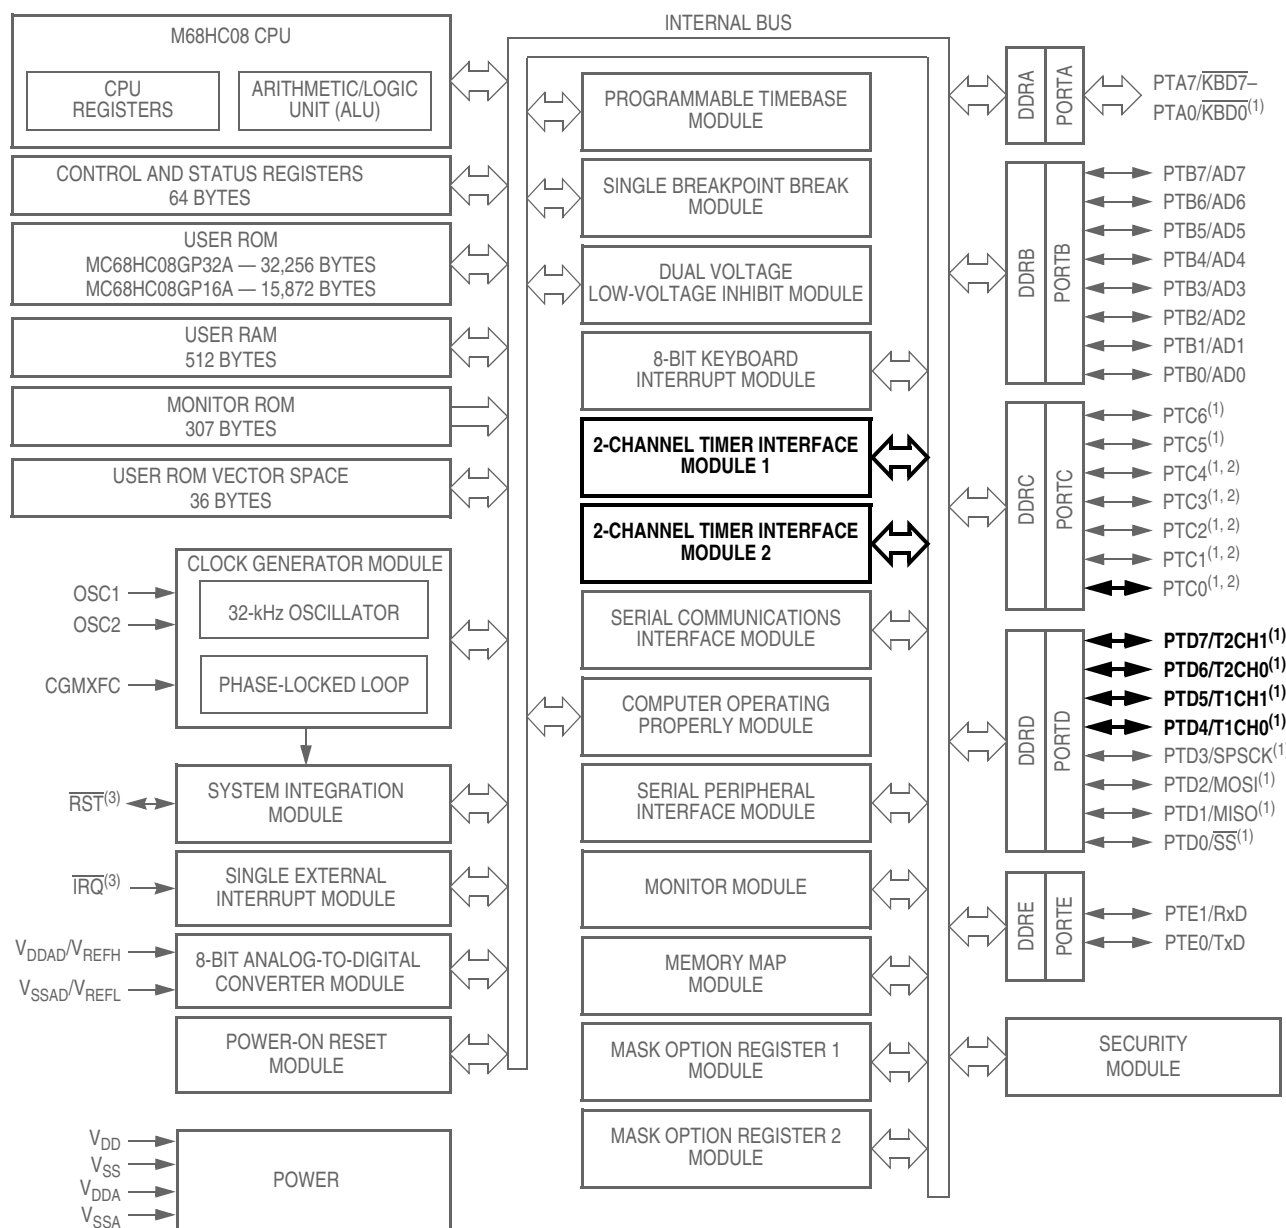 INTERNAL BUS
M68HC08 CPU
CPU
REGISTERS
ARITHMETIC/LOGIC
UNIT (ALU)
CONTROL AND STATUS REGISTERS
64 BYTES
USER ROM
MC68HC08GP32A — 32,256 BYTES
MC68HC08GP16A — 15,872 BYTES
USER RAM
512 BYTES
MONITOR ROM
307 BYTES
USER ROM VECTOR SPACE
36 BYTES
CLOCK GENERATOR MODULE
32-kHz OSCILLATOR
PHASE-LOCKED LOOP
OSC1
OSC2
CGMXFC
SYSTEM INTEGRATION
MODULE
RST(3)
SINGLE EXTERNAL
INTERRUPT MODULE
IRQ(3)
8-BIT ANALOG-TO-DIGITAL
CONVERTER MODULE
VDDAD/VREFH
VSSAD/VREFL
POWER-ON RESET
MODULE
POWER
VDD
VSS
VDDA
VSSA
PROGRAMMABLE TIMEBASE
MODULE
SINGLE BREAKPOINT BREAK
MODULE
DUAL VOLTAGE
LOW-VOLTAGE INHIBIT MODULE
8-BIT KEYBOARD
INTERRUPT MODULE
2-CHANNEL TIMER INTERFACE
MODULE 1
2-CHANNEL TIMER INTERFACE
MODULE 2
SERIAL COMMUNICATIONS
INTERFACE MODULE
COMPUTER OPERATING
PROPERLY MODULE
SERIAL PERIPHERAL
INTERFACE MODULE
MONITOR MODULE
MEMORY MAP
MODULE
MASK OPTION REGISTER 1
MODULE
MASK OPTION REGISTER 2
MODULE
DDRA
PORTA
PTA7/KBD7–
PTA0/KBD0(1)
DDRB
PORTB
PTB7/AD7
PTB6/AD6
PTB5/AD5
PTB4/AD4
PTB3/AD3
PTB2/AD2
PTB1/AD1
PTB0/AD0
DDRC
PORTC
PTC6(1)
PTC5(1)
PTC4(1, 2)
PTC3(1, 2)
PTC2(1, 2)
PTC1(1, 2)
PTC0(1, 2)
DDRD
PORTD
PTD7/T2CH1(1)
PTD6/T2CH0(1)
PTD5/T1CH1(1)
PTD4/T1CH0(1)
PTD3/SPSCK(1
PTD2/MOSI(1)
PTD1/MISO(1)
PTD0/SS(1)
DDRE
PORTE
PTE1/RxD
PTE0/TxD
SECURITY
MODULE